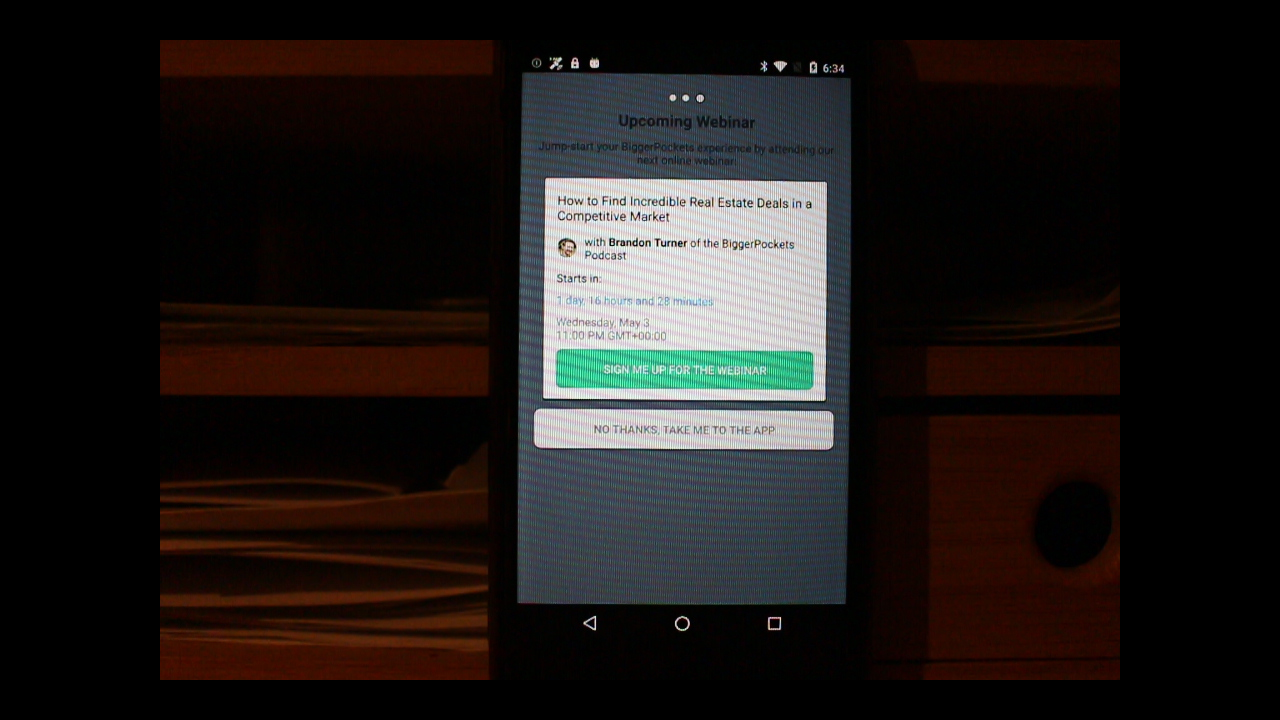 6:34
Upcoming Webinar
Jump-start your BiggerPockets experience by attending our
next online webinar:
How to Find Incredible Real Estate Deals in a
Competitive Market
with Brandon Turner of the BiggerPockets
Podcast
Starts in:
1 day, 16 hours and 28 minutes
Wednesday, May 3
11:00 PM GMT+00:00
SIGN ME UP FOR THE WEBINAR
NO THANKS, TAKE ME TO THE APP